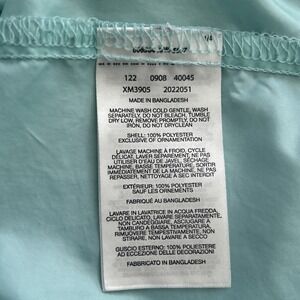 122 0908 40045
XM3905 2022051
MADE IN BANGLADESH
MACHINE WASH COLD GENTLE, WASH
SEPARATELY, DO NOT BLEACH, TUMBLE
DRY LOW, REMOVE PROMPTLY, DO NOT
IRON, DO NOT DRYCLEAN
SHELL: 100% POLYESTER
EXCLUSIVE OF ORNAMENTATION
LAVAGE MACHINE À FROID, CYCLE
DÉLICAT, LAVER SÉPARÉMENT, NE PAS
UTILISER D'EAU DE JAVEL, SÉCHAGE
MACHINE, BASSE TEMPÉRATURE, SORTIR
IMMÉDIATEMENT DE LA MACHINE, NE PAS
REPASSER, NETTOYAGE À SEC INTERDIT
EXTÉRIEUR: 100% POLYESTER
SAUF LES ORNEMENTS
FABRIQUÉ AU BANGLADESH
LAVARE IN LAVATRICE IN ACQUA FREDDA,
CICLO DELICATO, LAVARE SEPARATAMENTE,
NON CANDEGGIARE, ASCIUGARE A
TAMBURO A BASSA TEMPERATURA,
RIMUOVERE TEMPESTIVAMENTE, NON
STIRARE, NON LAVARE A SECCO
GUSCIO ESTERNO: 100% POLIESTERE
AD ECCEZIONE DELLE DECORAZIONI
FABBRICATO IN BANGLADESH